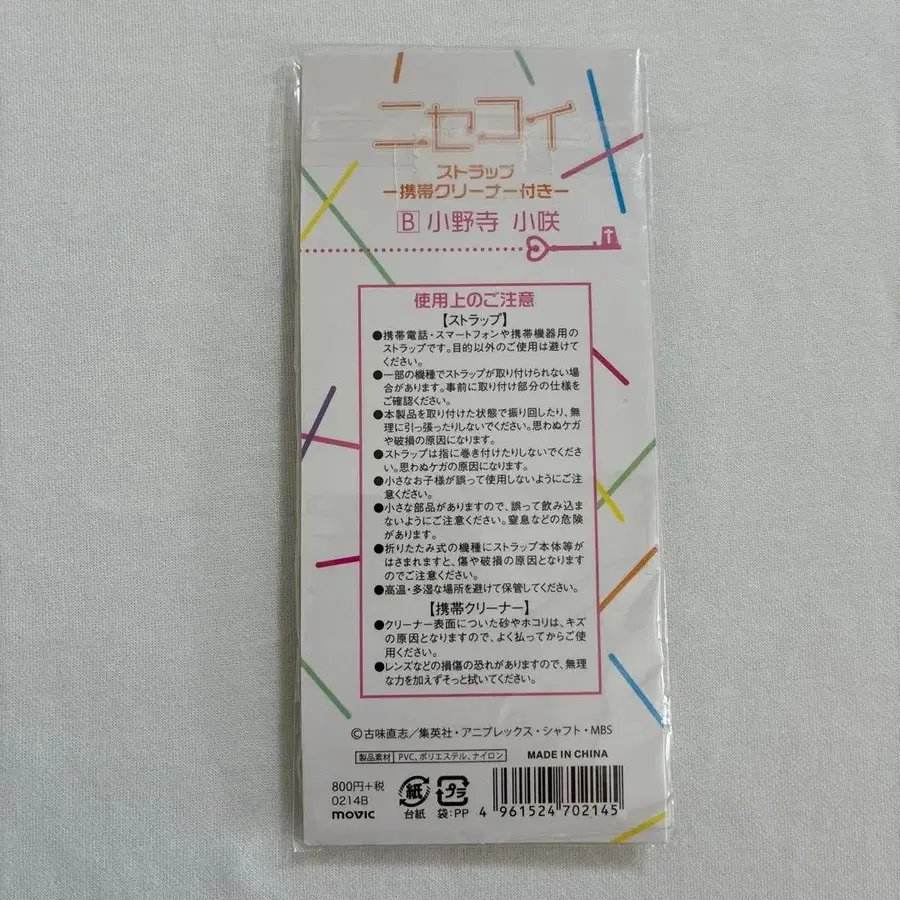 ニセコイ
ストラップ
ー携帯クリーナー付きー
B 小野寺 小咲
使用上のご注意
【ストラップ】
●携帯電話・スマートフォンや携帯機器用の
ストラップです。目的以外のご使用は避けて
ください。
●一部の機種でストラップが取り付けられない場
合があります。事前に取り付け部分の仕様を
ご確認ください。
●本製品を取り付けた状態で振り回したり、無
理に引っ張ったりしないでください。思わぬケガ
や破損の原因になります。
●ストラップは指に巻き付けたりしないでくださ
い。思わぬケガの原因になります。
●小さなお子様が誤って使用しないようにご注
意ください。
●小さな部品がありますので、誤って飲み込ま
ないようにご注意ください。窒息などの危険
があります。
●折りたたみ式の機種にストラップ本体等が
はさまれますと、傷や破損の原因となります
のでご注意ください。
●高温・多湿な場所を避けて保管してください。
【携帯クリーナー】
●クリーナー表面についた砂やホコリは、キズ
の原因となりますので、よく払ってからご使
用ください。
●レンズなどの損傷の恐れがありますので、無理
な力を加えずそっと拭いてください。
©古味直志/集英社・アニプレックス・シャフト・MBS
製品素材 PVC、ポリエステル、ナイロン
MADE IN CHINA
800円+税
0214B
movic
紙
台紙
プラ
袋:PP
4 961524 702145